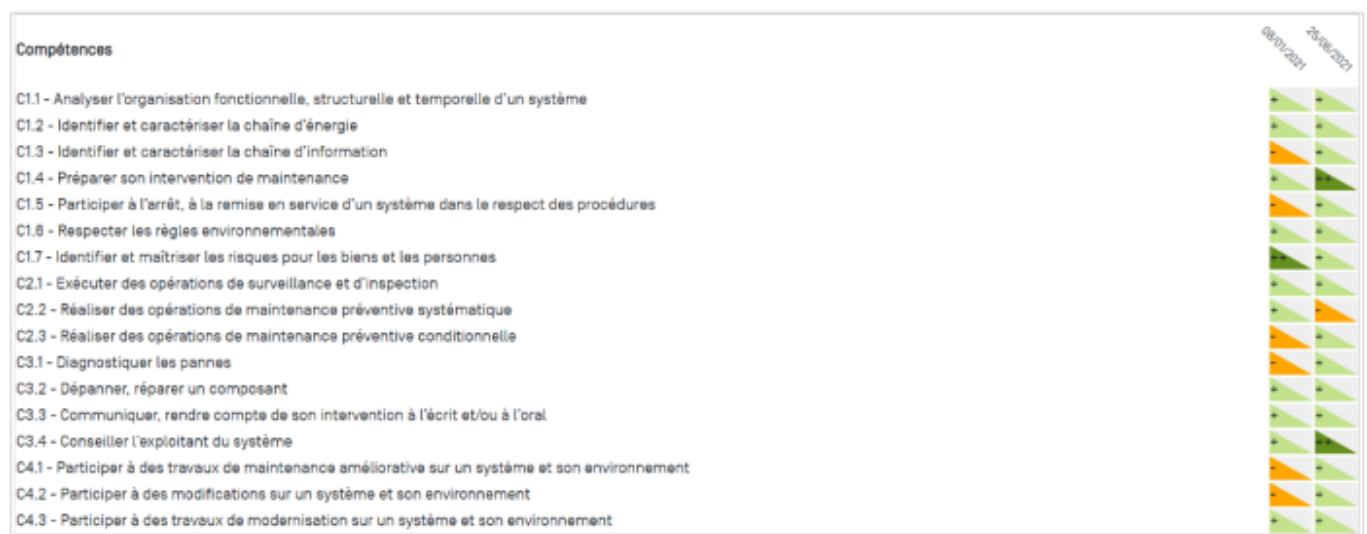 Compétences 08/01/2021 25/06/2021
C1.1 - Analyser l'organisation fonctionnelle, structurelle et temporelle d'un système + +
C1.2 - Identifier et caractériser la chaîne d'énergie + +
C1.3 - Identifier et caractériser la chaîne d'information - +
C1.4 - Préparer son intervention de maintenance + ++
C1.5 - Participer à l'arrêt, à la remise en service d'un système dans le respect des procédures - +
C1.6 - Respecter les règles environnementales + +
C1.7 - Identifier et maîtriser les risques pour les biens et les personnes ++ +
C2.1 - Exécuter des opérations de surveillance et d'inspection + +
C2.2 - Réaliser des opérations de maintenance préventive systématique + -
C2.3 - Réaliser des opérations de maintenance préventive conditionnelle - +
C3.1 - Diagnostiquer les pannes - +
C3.2 - Dépanner, réparer un composant + +
C3.3 - Communiquer, rendre compte de son intervention à l'écrit et/ou à l'oral + +
C3.4 - Conseiller l'exploitant du système + ++
C4.1 - Participer à des travaux de maintenance améliorative sur un système et son environnement - +
C4.2 - Participer à des modifications sur un système et son environnement - +
C4.3 - Participer à des travaux de modernisation sur un système et son environnement + +